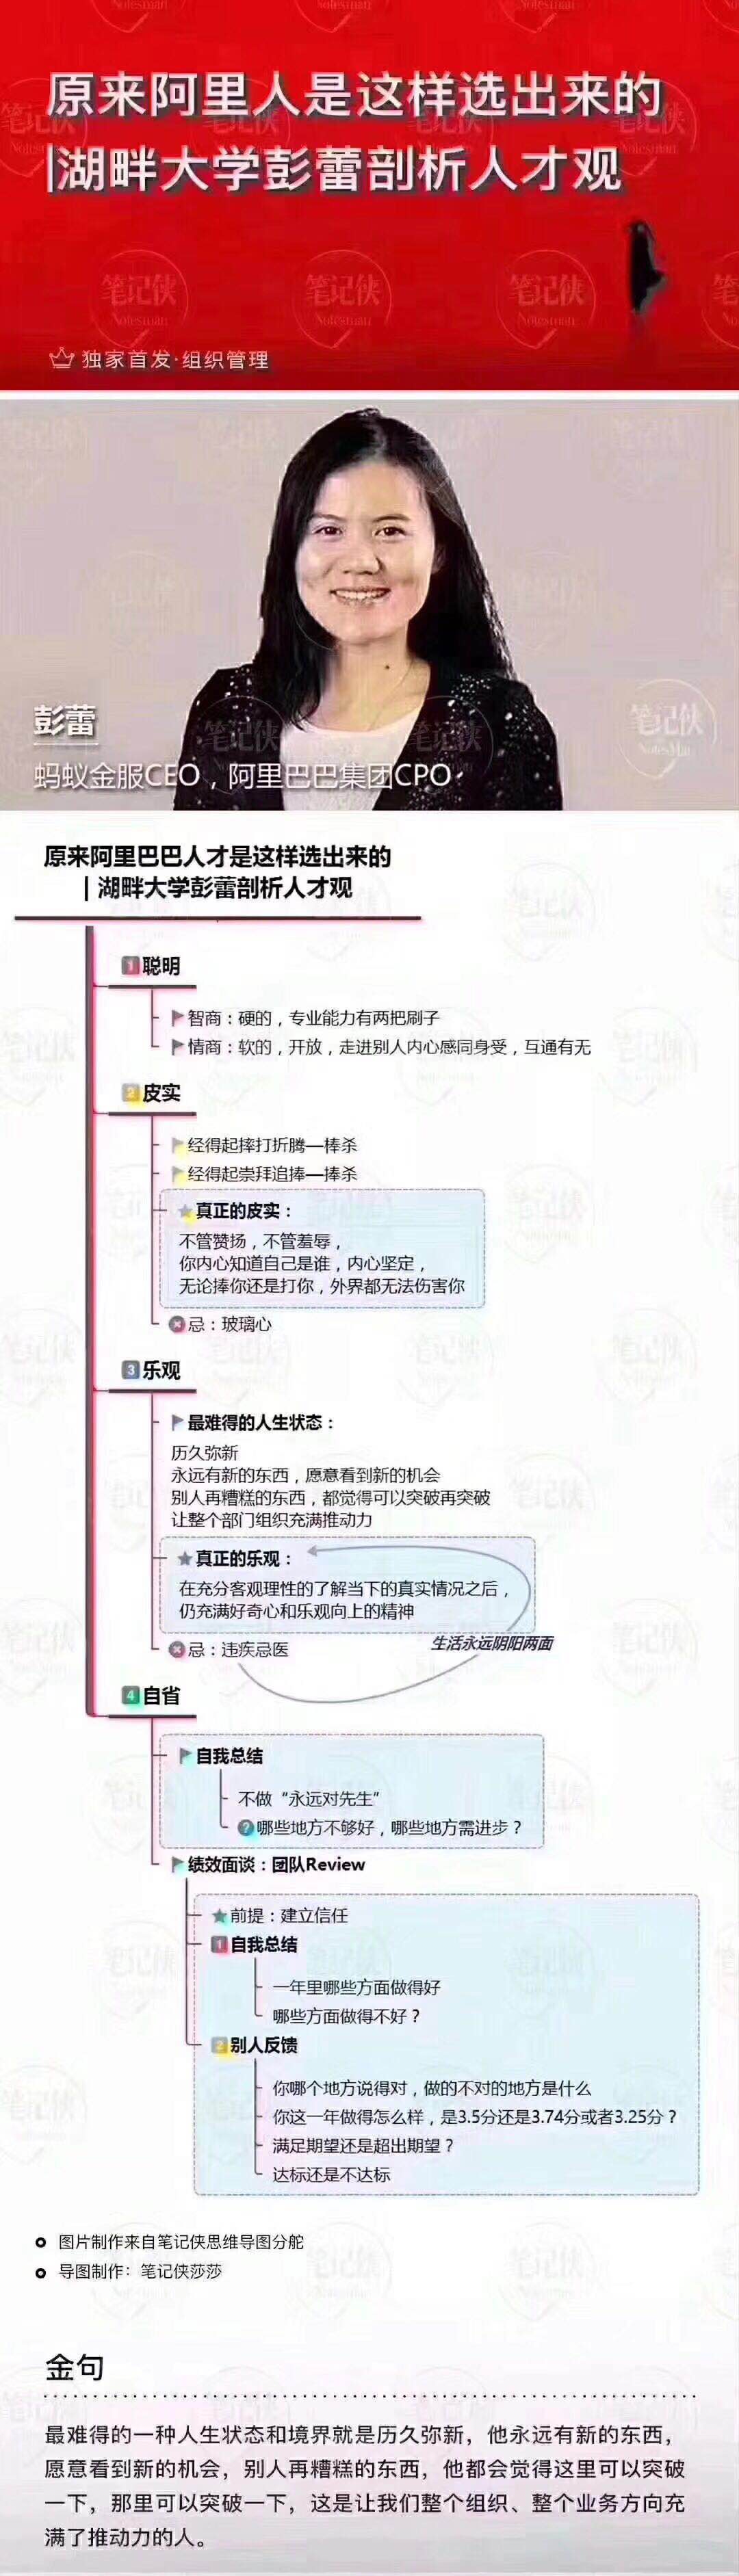 原来阿里人是这样选出来的
|湖畔大学彭蕾剖析人才观
独家首发·组织管理
彭蕾
蚂蚁金服CEO，阿里巴巴集团CPO
原来阿里巴巴人才是这样选出来的
| 湖畔大学彭蕾剖析人才观
1 聪明
智商：硬的，专业能力有两把刷子
情商：软的，开放，走进别人内心感同身受，互通有无
2 皮实
经得起摔打折腾—棒杀
经得起崇拜追捧—捧杀
真正的皮实：
不管赞扬，不管羞辱，
你内心知道自己是谁，内心坚定，
无论捧你还是打你，外界都无法伤害你
忌：玻璃心
3 乐观
最难得的人生状态：
历久弥新
永远有新的东西，愿意看到新的机会
别人再糟糕的东西，都觉得可以突破再突破
让整个部门组织充满推动力
真正的乐观：
在充分客观理性的了解当下的真实情况之后，
仍充满好奇心和乐观向上的精神
生活永远阴阳两面
忌：违疾忌医
4 自省
自我总结
不做“永远对先生”
哪些地方不够好，哪些地方需进步？
绩效面谈：团队Review
前提：建立信任
1 自我总结
一年里哪些方面做得好
哪些方面做得不好？
2 别人反馈
你哪个地方说得对，做的不对的地方是什么
你这一年做得怎么样，是3.5分还是3.74分或者3.25分？
满足期望还是超出期望？
达标还是不达标
图片制作来自笔记侠思维导图分舵
导图制作：笔记侠莎莎
金句
最难得的一种人生状态和境界就是历久弥新，他永远有新的东西，
愿意看到新的机会，别人再糟糕的东西，他都会觉得这里可以突破
一下，那里可以突破一下，这是让我们整个组织、整个业务方向充
满了推动力的人。
笔记侠
Notesman